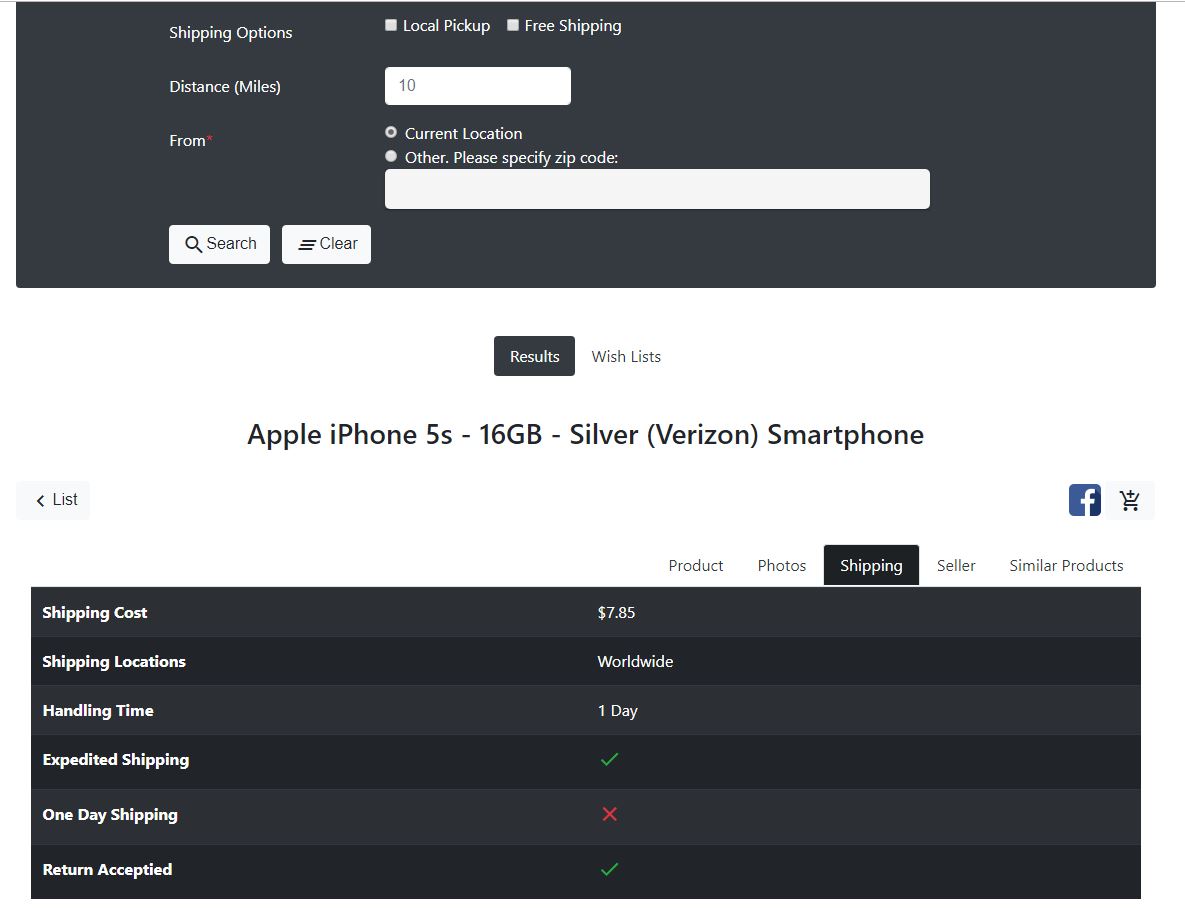 Shipping Options Local Pickup Free Shipping
Distance (Miles) 10
From* Current Location
Other. Please specify zip code:
Search Clear
Results Wish Lists
Apple iPhone 5s - 16GB - Silver (Verizon) Smartphone
List
Product Photos Shipping Seller Similar Products
Shipping Cost $7.85
Shipping Locations Worldwide
Handling Time 1 Day
Expedited Shipping
One Day Shipping
Return Acceptied